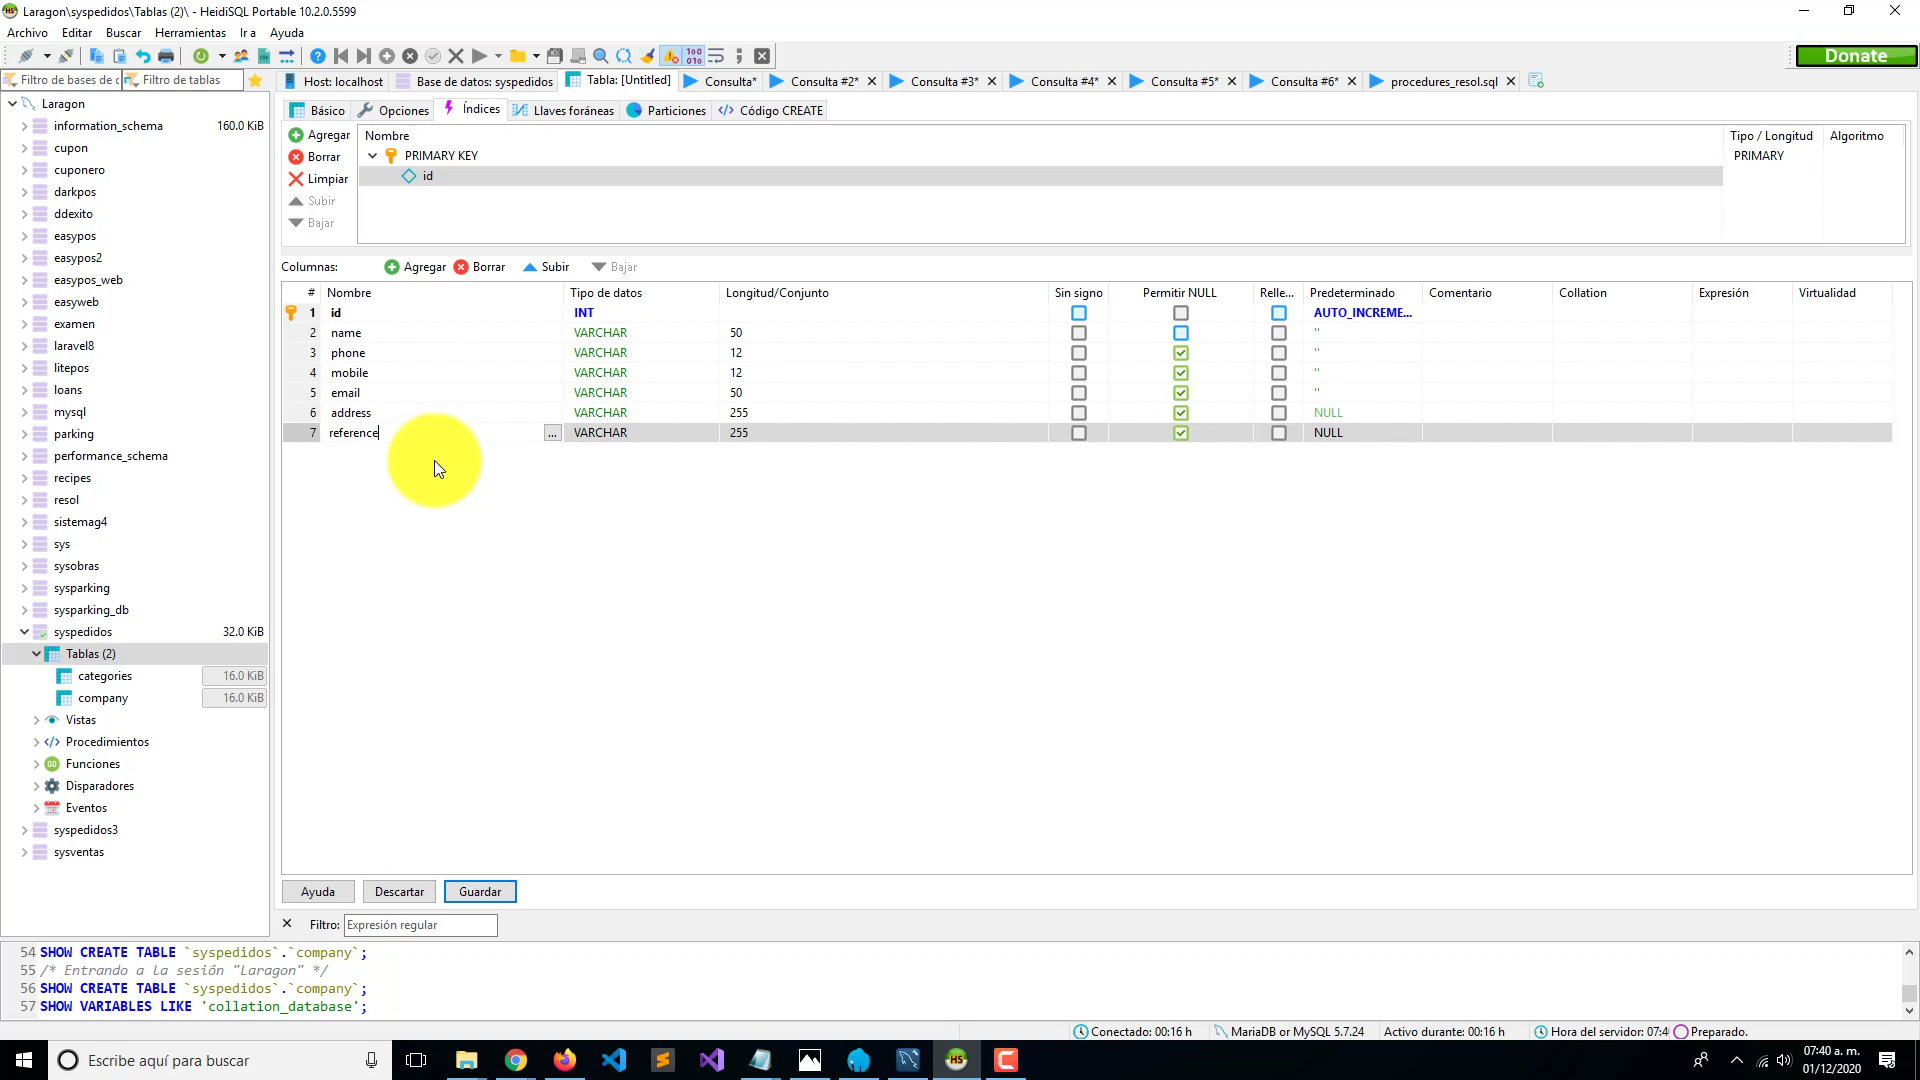 Laragon\syspedidos\Tablas (2)\ - HeidiSQL Portable 10.2.0.5599
Archivo Editar Buscar Herramientas Ir a Ayuda
Donate
Filtro de bases de d Filtro de tablas
Host: localhost Base de datos: syspedidos Tabla: [Untitled] Consulta* Consulta #2* Consulta #3* Consulta #4* Consulta #5* Consulta #6* procedures_resol.sql
Básico Opciones Índices Llaves foráneas Particiones Código CREATE
Laragon
information_schema 160.0 KiB
cupon
cuponero
darkpos
ddexito
easypos
easypos2
easypos_web
easyweb
examen
laravel8
litepos
loans
mysql
parking
performance_schema
recipes
resol
sistemag4
sys
sysobras
sysparking
sysparking_db
syspedidos 32.0 KiB
Tablas (2)
categories 16.0 KiB
company 16.0 KiB
Vistas
Procedimientos
Funciones
Disparadores
Eventos
syspedidos3
sysventas
Agregar
Borrar
Limpiar
Subir
Bajar
Nombre Tipo / Longitud Algoritmo
PRIMARY KEY PRIMARY
id
Columnas: Agregar Borrar Subir Bajar
# Nombre Tipo de datos Longitud/Conjunto Sin signo Permitir NULL Relle... Predeterminado Comentario Collation Expresión Virtualidad
1 id INT AUTO_INCREME...
2 name VARCHAR 50 ''
3 phone VARCHAR 12 ''
4 mobile VARCHAR 12 ''
5 email VARCHAR 50 ''
6 address VARCHAR 255 NULL
7 reference ... VARCHAR 255 NULL
Ayuda Descartar Guardar
Filtro: Expresión regular
54 SHOW CREATE TABLE `syspedidos`.`company`;
55 /* Entrando a la sesión "Laragon" */
56 SHOW CREATE TABLE `syspedidos`.`company`;
57 SHOW VARIABLES LIKE 'collation_database';
Conectado: 00:16 h MariaDB or MySQL 5.7.24 Activo durante: 00:16 h Hora del servidor: 07:4 Preparado.
Escribe aquí para buscar
07:40 a. m.
01/12/2020